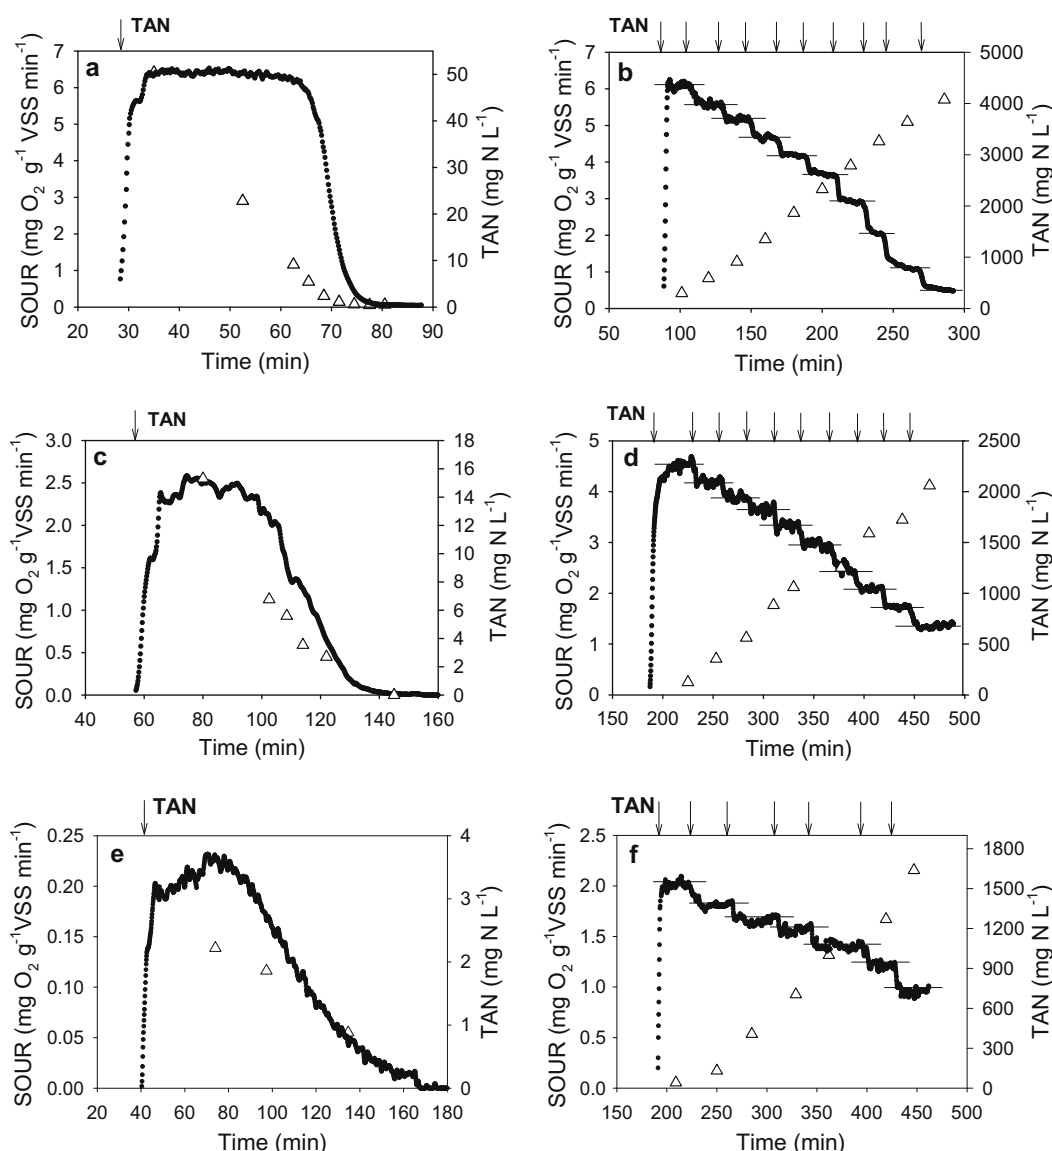 TAN
a
7
6
5
4
3
2
1
0
50
40
30
20
10
0
20 30 40 50 60 70 80 90
SOUR (mg O₂ g⁻¹ VSS min⁻¹)
TAN (mg N L⁻¹)
Time (min)
b
7
6
5
4
3
2
1
0
5000
4000
3000
2000
1000
0
50 100 150 200 250 300
SOUR (mg O₂ g⁻¹ VSS min⁻¹)
TAN (mg N L⁻¹)
Time (min)
TAN
c
3.0
2.5
2.0
1.5
1.0
0.5
0.0
18
16
14
12
10
8
6
4
2
0
40 60 80 100 120 140 160
SOUR (mg O₂ g⁻¹VSS min⁻¹)
TAN (mg N L⁻¹)
Time (min)
TAN
d
5
4
3
2
1
0
2500
2000
1500
1000
500
0
150 200 250 300 350 400 450 500
SOUR (mg O₂ g⁻¹VSS min⁻¹)
TAN (mg N L⁻¹)
Time (min)
TAN
e
0.25
0.20
0.15
0.10
0.05
0.00
4
3
2
1
0
20 40 60 80 100 120 140 160 180
SOUR (mg O₂ g⁻¹VSS min⁻¹)
TAN (mg N L⁻¹)
Time (min)
TAN
f
2.5
2.0
1.5
1.0
0.5
0.0
1800
1500
1200
900
600
300
0
150 200 250 300 350 400 450 500
SOUR (mg O₂ g⁻¹VSS min⁻¹)
TAN (mg N L⁻¹)
Time (min)